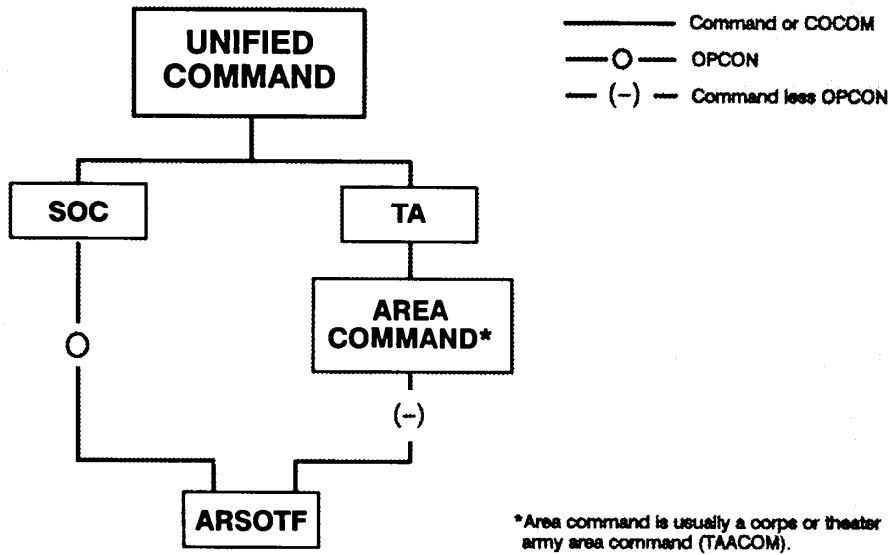 UNIFIED
COMMAND
Command or COCOM
O OPCON
(-) Command less OPCON
SOC
TA
AREA
COMMAND*
O
(-)
ARSOTF
*Area command is usually a corps or theater
army area command (TAACOM).